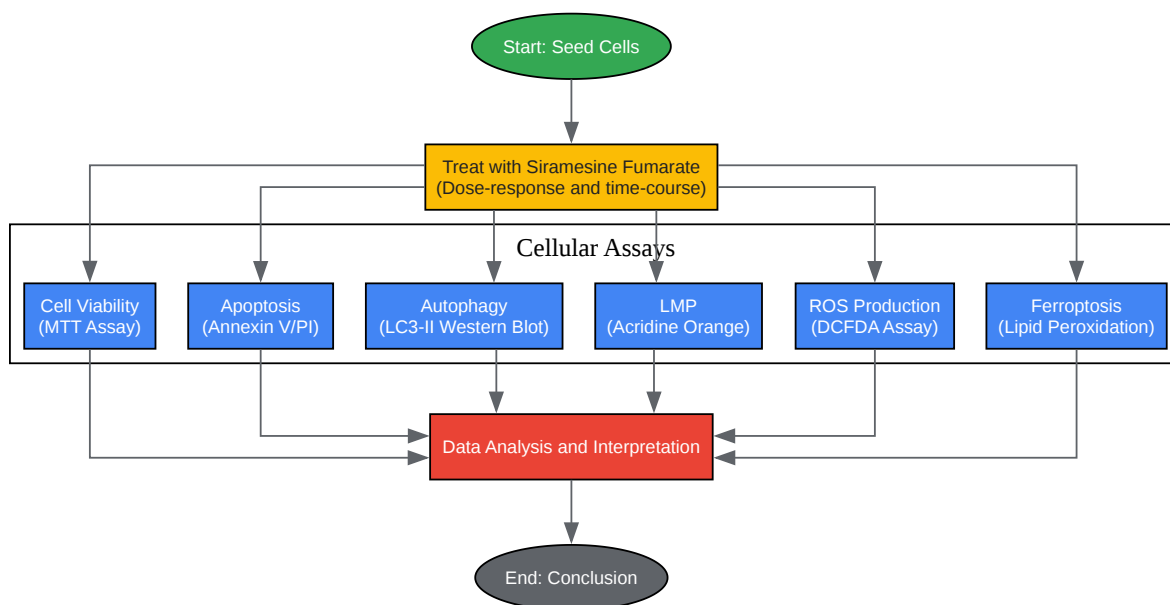 Start: Seed Cells
Treat with Siramesine Fumarate
(Dose-response and time-course)
Cellular Assays
Cell Viability
(MTT Assay)
Apoptosis
(Annexin V/PI)
Autophagy
(LC3-II Western Blot)
LMP
(Acridine Orange)
ROS Production
(DCFDA Assay)
Ferroptosis
(Lipid Peroxidation)
Data Analysis and Interpretation
End: Conclusion